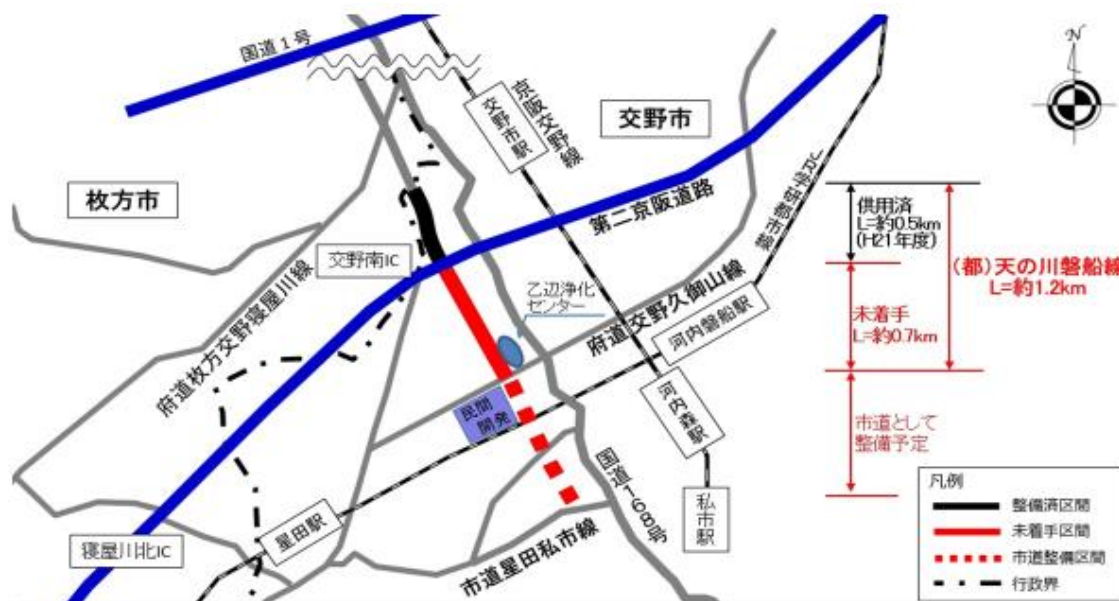 国道1号
N
交野市駅
京阪交野線
交野市
枚方市
JR学研都市線
第二京阪道路
交野南IC
府道枚方交野寝屋川線
乙辺浄化
センター
府道交野久御山線
河内磐船駅
民間
開発
河内森駅
星田駅
国道168号
私市駅
寝屋川北IC
市道星田私市線
供用済
L=約0.5km
(H21年度)
(都)天の川磐船線
L=約1.2km
未着手
L=約0.7km
市道として
整備予定
凡例
整備済区間
未着手区間
市道整備区間
行政界